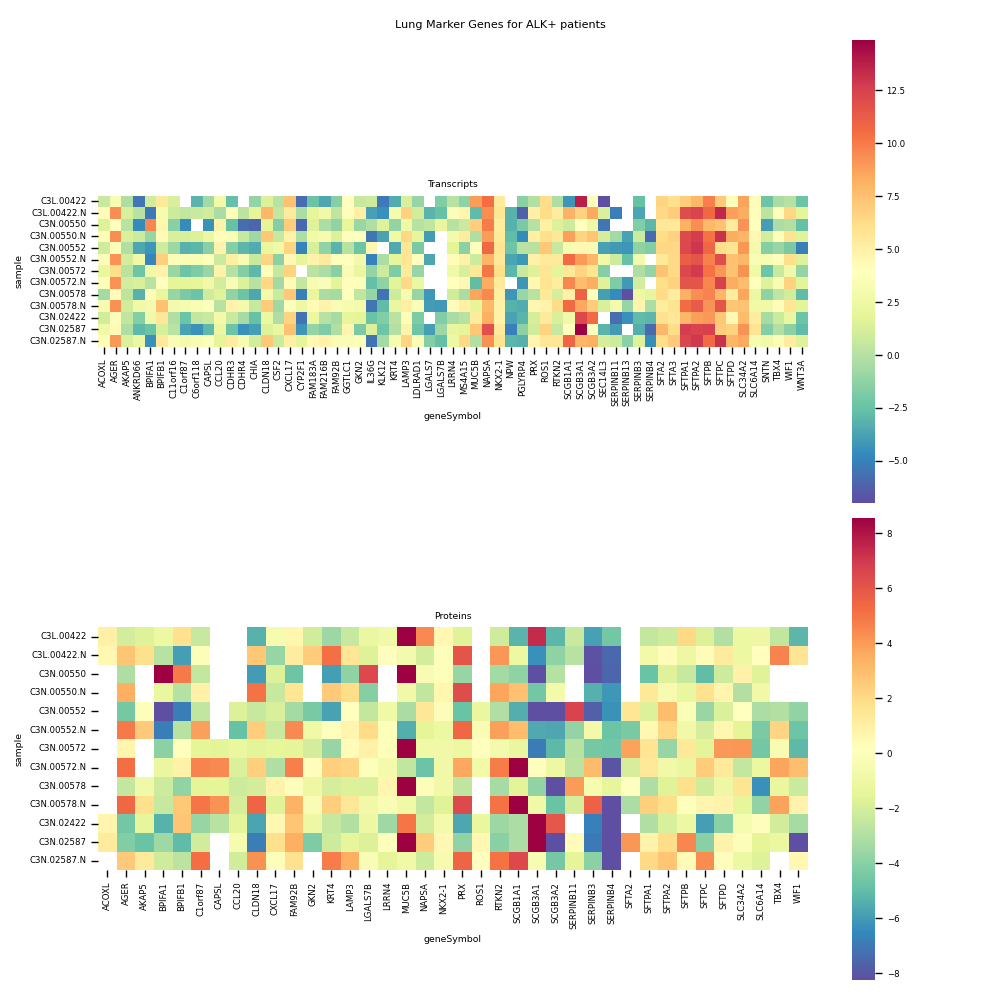 Lung Marker Genes for ALK+ patients
Transcripts
sample
C3L.00422
C3L.00422.N
C3N.00550
C3N.00550.N
C3N.00552
C3N.00552.N
C3N.00572
C3N.00572.N
C3N.00578
C3N.00578.N
C3N.02422
C3N.02587
C3N.02587.N
ACOXL AGER AKAP5 ANKRD66 BPIFA1 BPIFB1 C11orf16 C1orf87 C6orf118 CAPSL CCL20 CDHR3 CDHR4 CHIA CLDN18 CSF2 CXCL17 CYP2F1 FAM183A FAM216B FAM92B GGTLC1 GKN2 IL36G KLK12 KRT4 LAMP3 LDLRAD1 LGALS7 LGALS7B LRRN4 MS4A15 MUC5B NAPSA NKX2-1 NPW PGLYRP4 PRX ROS1 RTKN2 SCGB1A1 SCGB3A1 SCGB3A2 SEC14L3 SERPINB11 SERPINB13 SERPINB3 SERPINB4 SFTA2 SFTA3 SFTPA1 SFTPA2 SFTPB SFTPC SFTPD SLC34A2 SLC6A14 SNTN TBX4 WIF1 WNT3A
geneSymbol
12.5
10.0
7.5
5.0
2.5
0.0
−2.5
−5.0
Proteins
sample
C3L.00422
C3L.00422.N
C3N.00550
C3N.00550.N
C3N.00552
C3N.00552.N
C3N.00572
C3N.00572.N
C3N.00578
C3N.00578.N
C3N.02422
C3N.02587
C3N.02587.N
ACOXL AGER AKAP5 BPIFA1 BPIFB1 C1orf87 CAPSL CCL20 CLDN18 CXCL17 FAM92B GKN2 KRT4 LAMP3 LGALS7B LRRN4 MUC5B NAPSA NKX2-1 PRX ROS1 RTKN2 SCGB1A1 SCGB3A1 SCGB3A2 SERPINB11 SERPINB3 SERPINB4 SFTA2 SFTPA1 SFTPA2 SFTPB SFTPC SFTPD SLC34A2 SLC6A14 TBX4 WIF1
geneSymbol
8
6
4
2
0
−2
−4
−6
−8